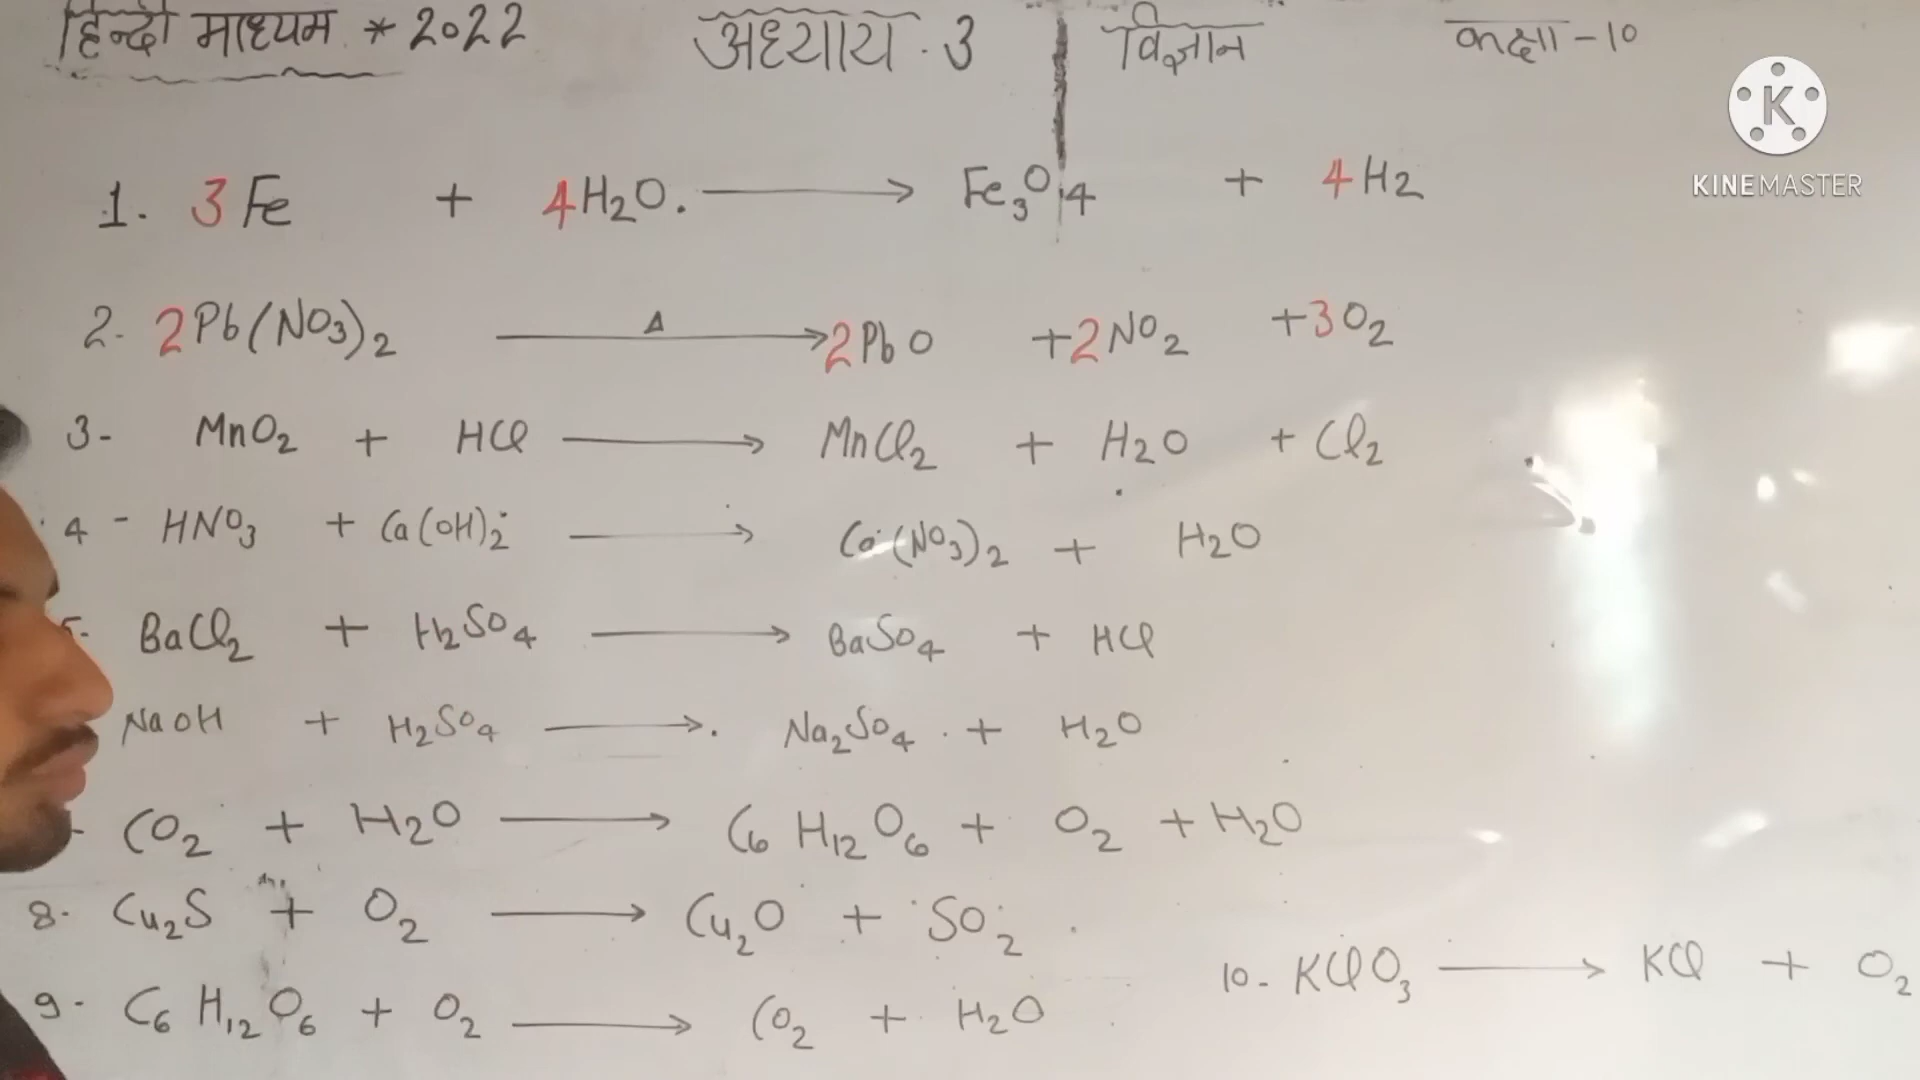 हिन्दी माध्यम * 2022 अध्याय . 3 विज्ञान कक्षा - 10
KINEMASTER
1. 3Fe + 4H2O. → Fe3O4 + 4H2
2. 2Pb(NO3)2 —Δ→ 2PbO +2NO2 +3O2
3- MnO2 + HCl → MnCl2 + H2O + Cl2
4 - HNO3 + Ca(OH)2 → Ca(NO3)2 + H2O
5- BaCl2 + H2SO4 → BaSO4 + HCl
NaOH + H2SO4 → Na2SO4 + H2O
- CO2 + H2O → C6H12O6 + O2 + H2O
8- Cu2S + O2 → Cu2O + SO2
9- C6H12O6 + O2 → CO2 + H2O
10- KClO3 → KCl + O2